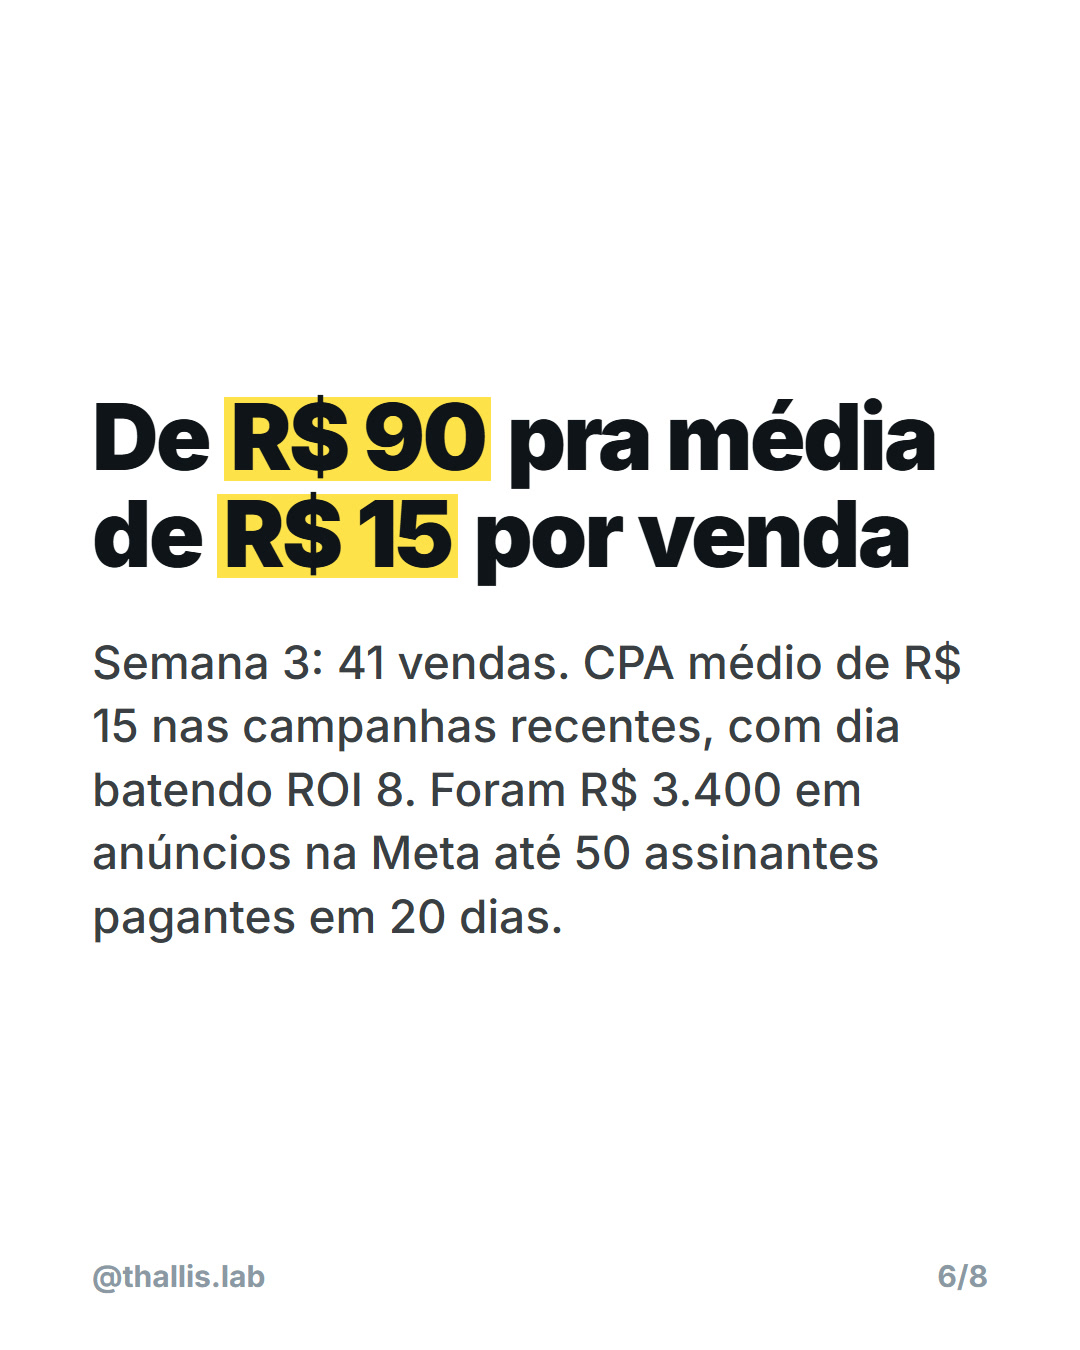 De R$ 90 pra média
de R$ 15 por venda
Semana 3: 41 vendas. CPA médio de R$
15 nas campanhas recentes, com dia
batendo ROI 8. Foram R$ 3.400 em
anúncios na Meta até 50 assinantes
pagantes em 20 dias.
@thallis.lab
6/8